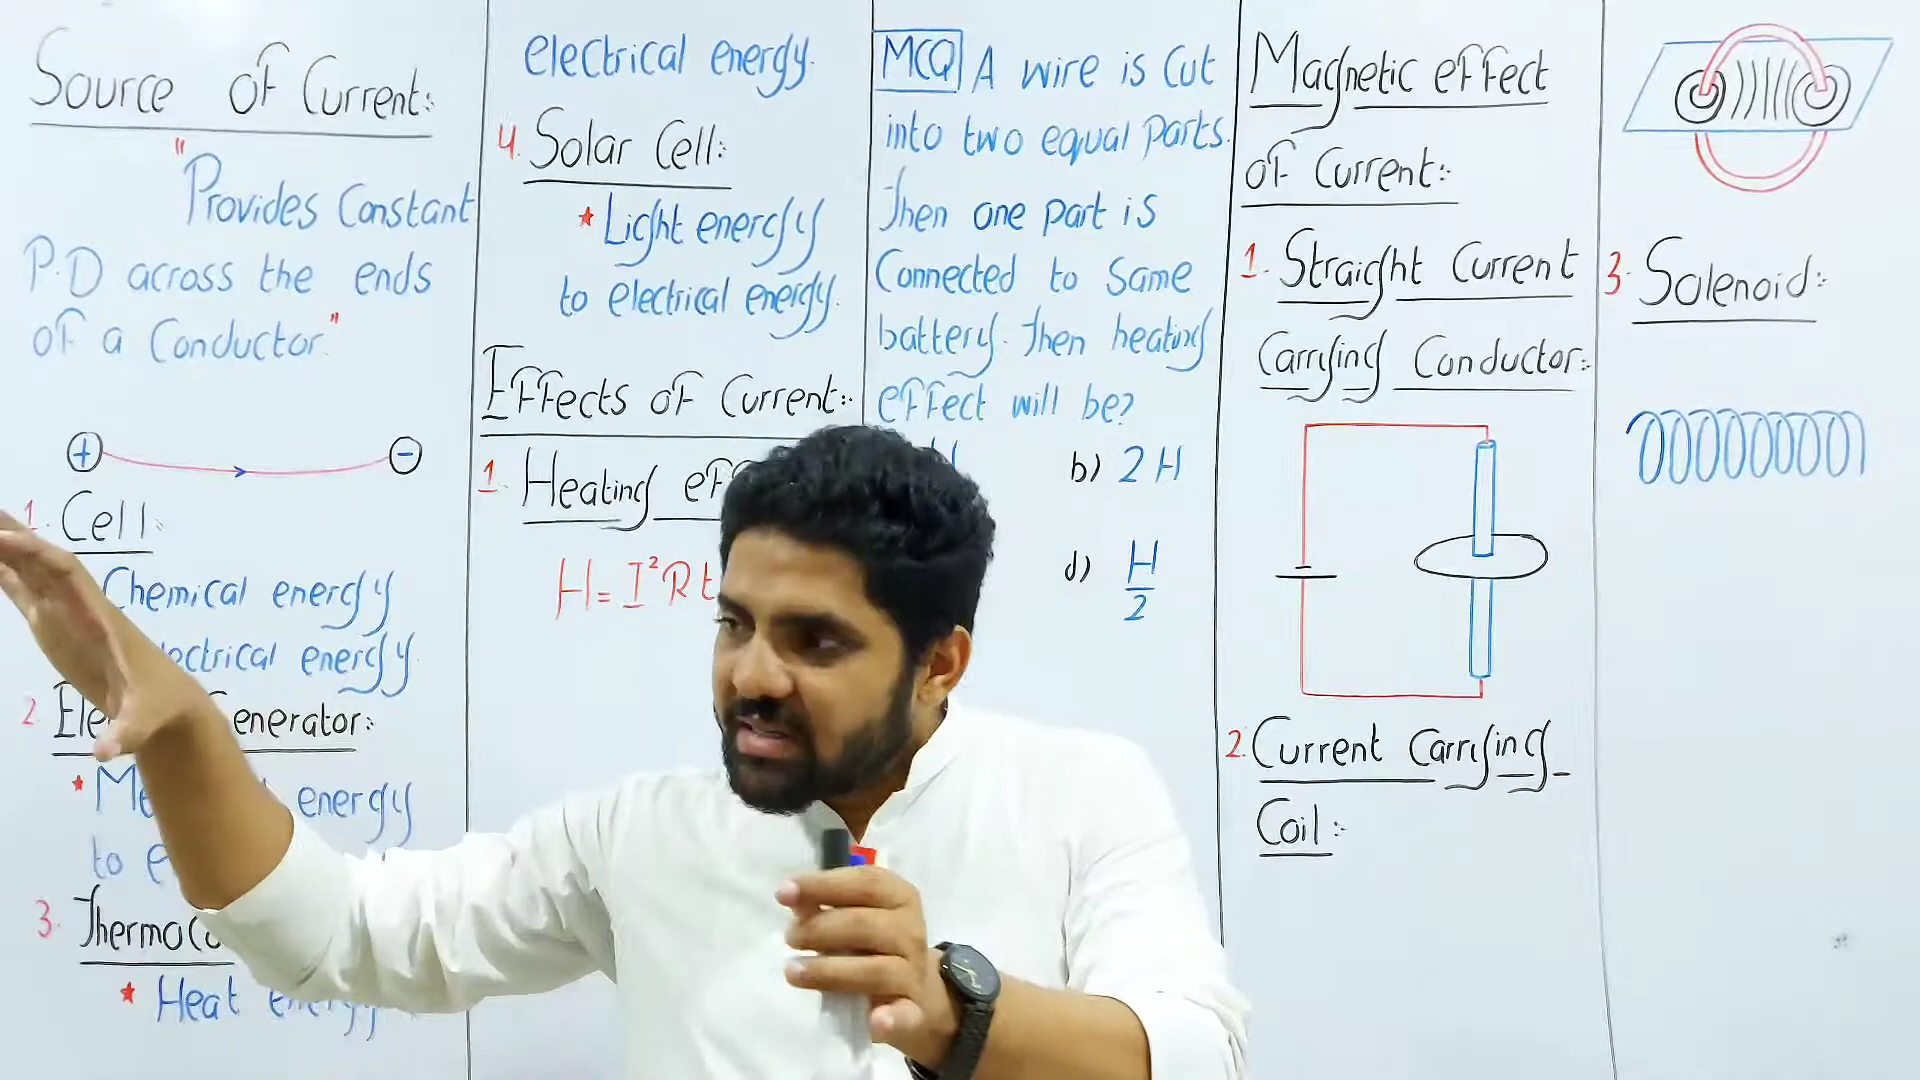 Source of Current:
"Provides Constant
P.D across the ends
of a Conductor."
+ −
1. Cell:
Chemical energy
energy.
2. Generator:
* energy
to
3.
* Heat
electrical energy.
4. Solar Cell:
* Light energy
to electrical energy.
Effects of Current:
1. Heating
H = I²Rt
MCQ A wire is Cut
into two equal parts.
Then one part is
Connected to Same
battery. Then heating
effect will be?
b) 2H
d) H/2
Magnetic effect
of Current:
1. Straight Current
Carrying Conductor:
2. Current Carrying
Coil:
3. Solenoid: